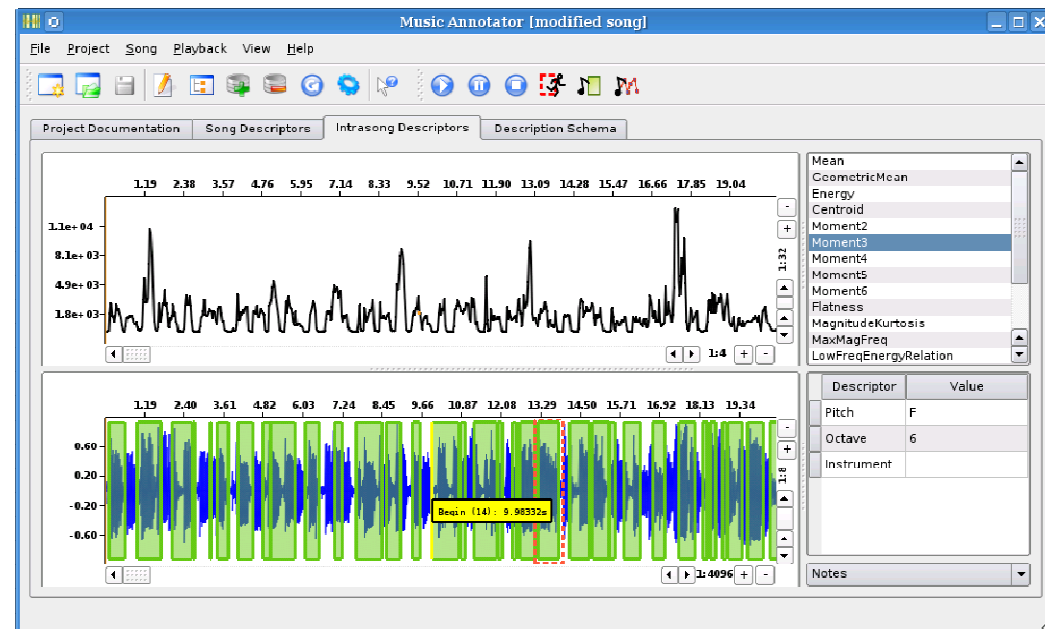 Music Annotator [modified song]
File Project Song Playback View Help
Project Documentation Song Descriptors Intrasong Descriptors Description Schema
1.19 2.38 3.57 4.76 5.95 7.14 8.33 9.52 10.71 11.90 13.09 14.28 15.47 16.66 17.85 19.04
1.1e+04
8.1e+03
4.9e+03
1.8e+03
-
+
1:32
1:4 + -
Mean
GeometricMean
Energy
Centroid
Moment2
Moment3
Moment4
Moment5
Moment6
Flatness
MagnitudeKurtosis
MaxMagFreq
LowFreqEnergyRelation
1.19 2.40 3.61 4.82 6.03 7.24 8.45 9.66 10.87 12.08 13.29 14.50 15.71 16.92 18.13 19.34
0.60
0.20
-0.20
-0.60
-
+
1:8
Begin (14): 9.98332s
1:4096 + -
Descriptor Value
Pitch F
Octave 6
Instrument
Notes